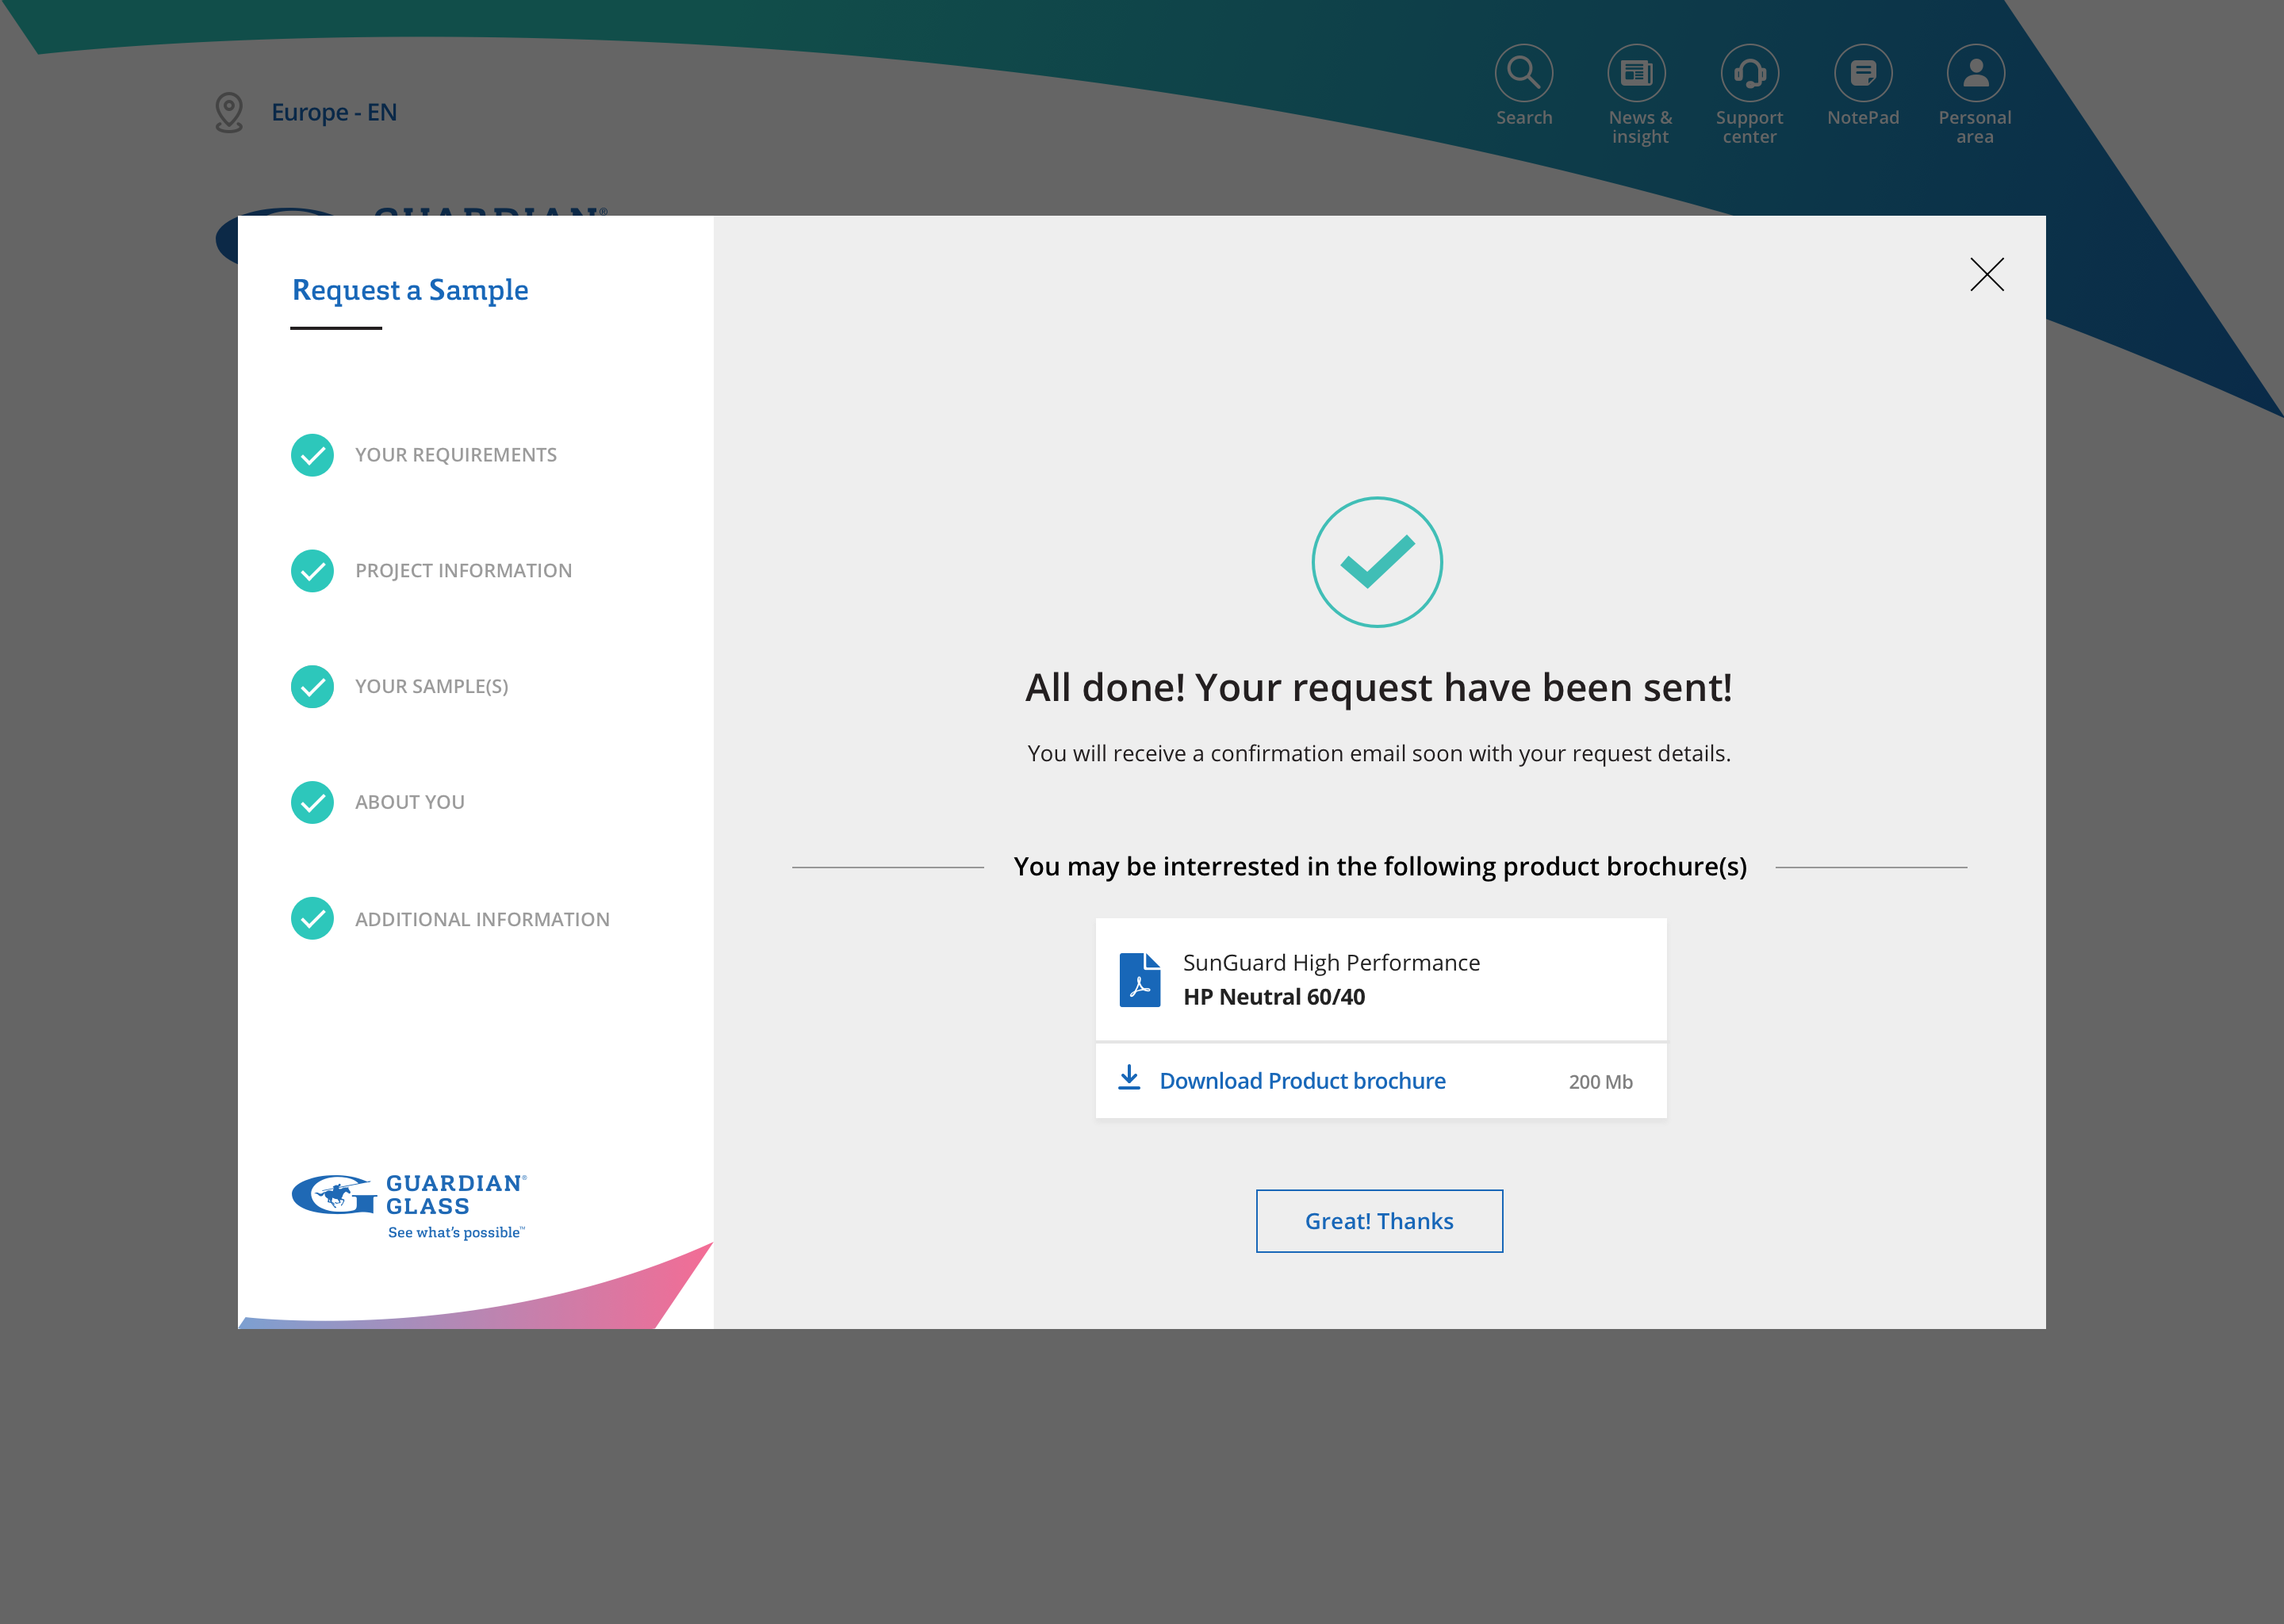 Europe - EN
Search
News &
insight
Support
center
NotePad
Personal
area
GUARDIAN®
Request a Sample
YOUR REQUIREMENTS
PROJECT INFORMATION
YOUR SAMPLE(S)
ABOUT YOU
ADDITIONAL INFORMATION
GUARDIAN®
GLASS
See what's possible™
All done! Your request have been sent!
You will receive a confirmation email soon with your request details.
You may be interrested in the following product brochure(s)
SunGuard High Performance
HP Neutral 60/40
Download Product brochure
200 Mb
Great! Thanks